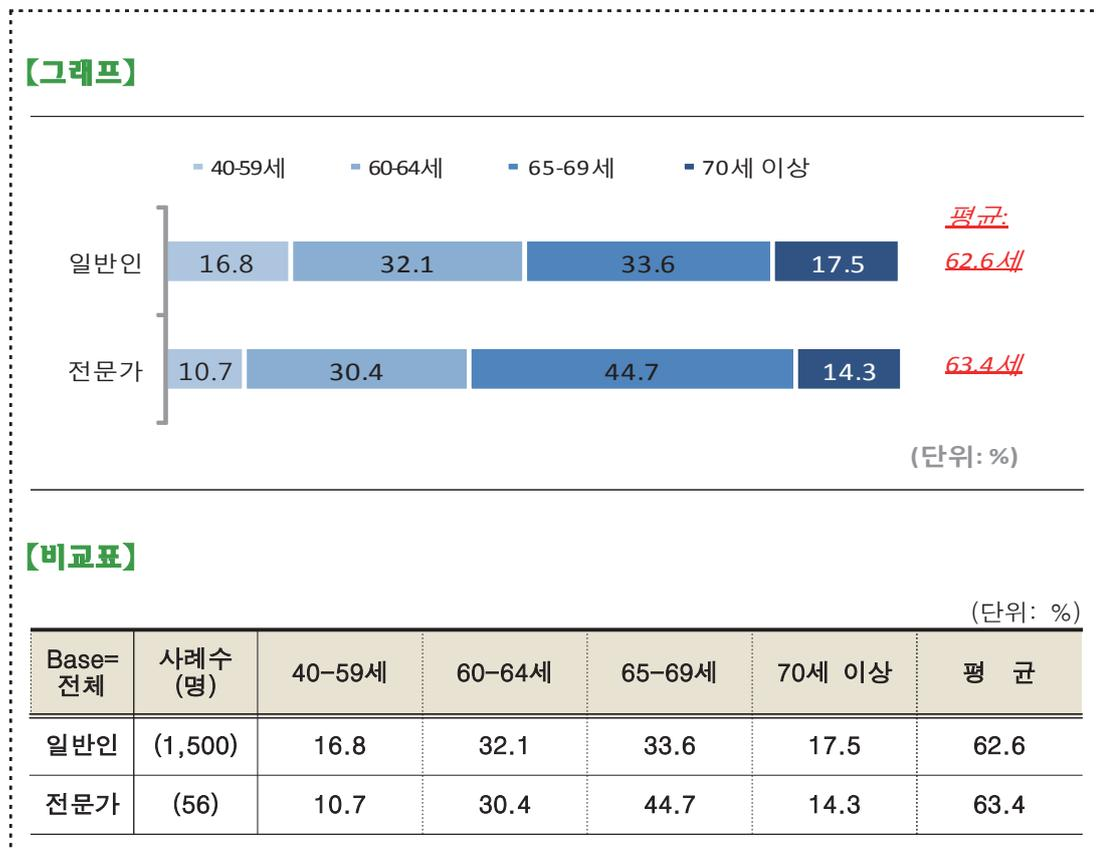 【그래프】
40-59세 60-64세 65-69세 70세 이상
평균:
일반인 16.8 32.1 33.6 17.5 62.6세
전문가 10.7 30.4 44.7 14.3 63.4세
(단위: %)
【비교표】
(단위: %)
Base=전체 사례수(명) 40-59세 60-64세 65-69세 70세 이상 평 균
일반인 (1,500) 16.8 32.1 33.6 17.5 62.6
전문가 (56) 10.7 30.4 44.7 14.3 63.4